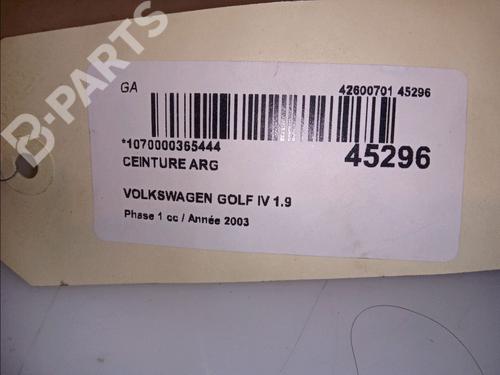 B-PARTS
GA
42600701 45296
*1070000365444
45296
CEINTURE ARG
VOLKSWAGEN GOLF IV 1.9
Phase 1 cc / Année 2003